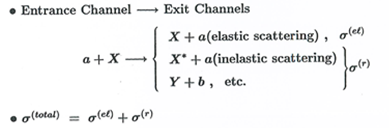 • Entrance Channel ⟶ Exit Channels
X + a(elastic scattering) , σ^(el)
a + X ⟶ { X* + a(inelastic scattering) } σ^(r)
Y + b , etc.
• σ^(total) = σ^(el) + σ^(r)